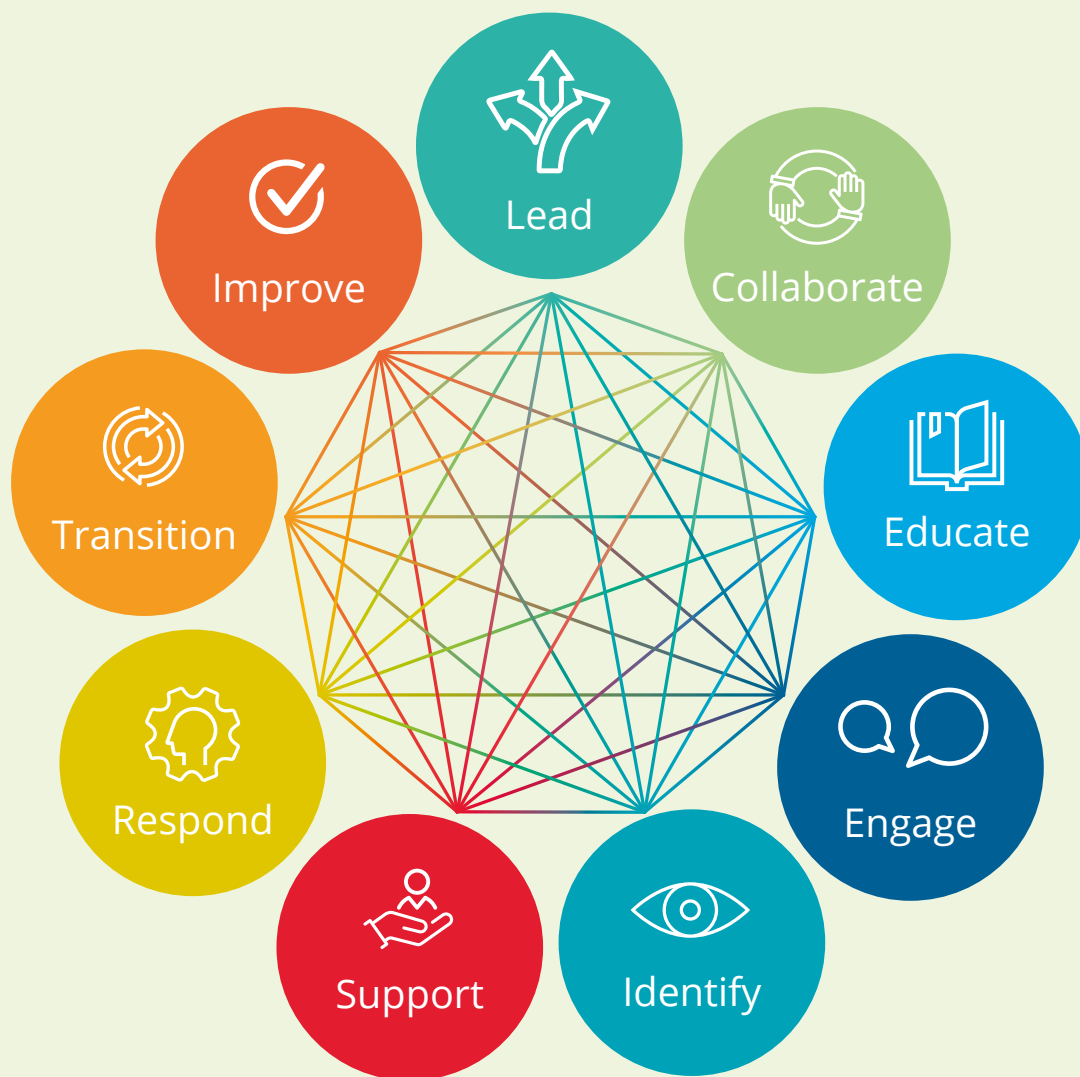 Lead
Collaborate
Educate
Engage
Identify
Support
Respond
Transition
Improve